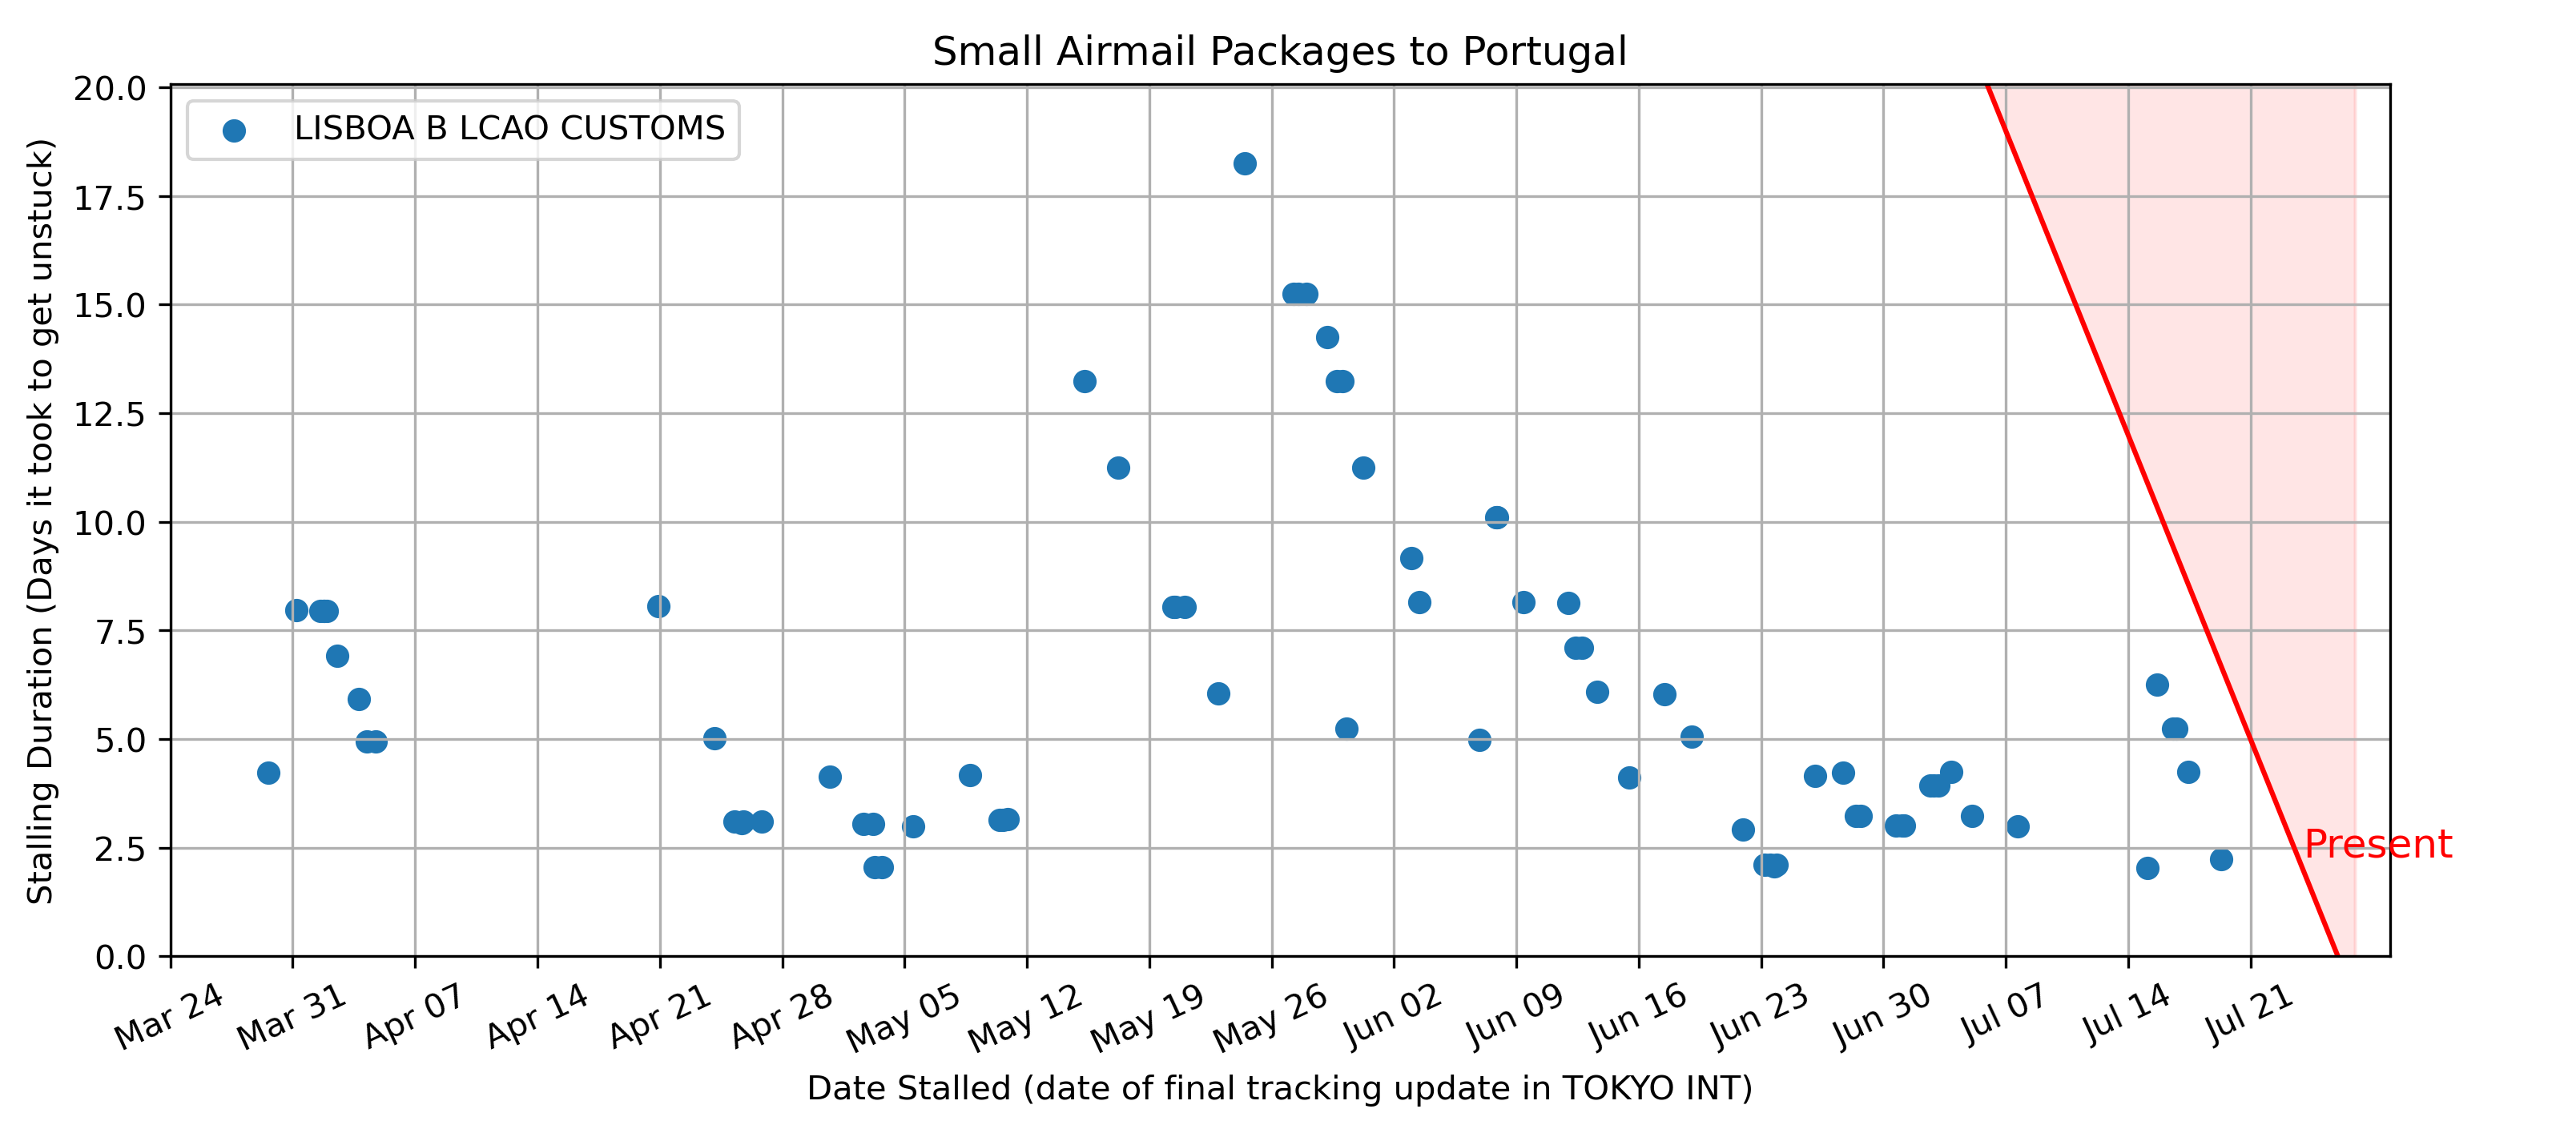 Small Airmail Packages to Portugal
LISBOA B LCAO CUSTOMS
Stalling Duration (Days it took to get unstuck)
20.0
17.5
15.0
12.5
10.0
7.5
5.0
2.5
0.0
Present
Mar 24
Mar 31
Apr 07
Apr 14
Apr 21
Apr 28
May 05
May 12
May 19
May 26
Jun 02
Jun 09
Jun 16
Jun 23
Jun 30
Jul 07
Jul 14
Jul 21
Date Stalled (date of final tracking update in TOKYO INT)